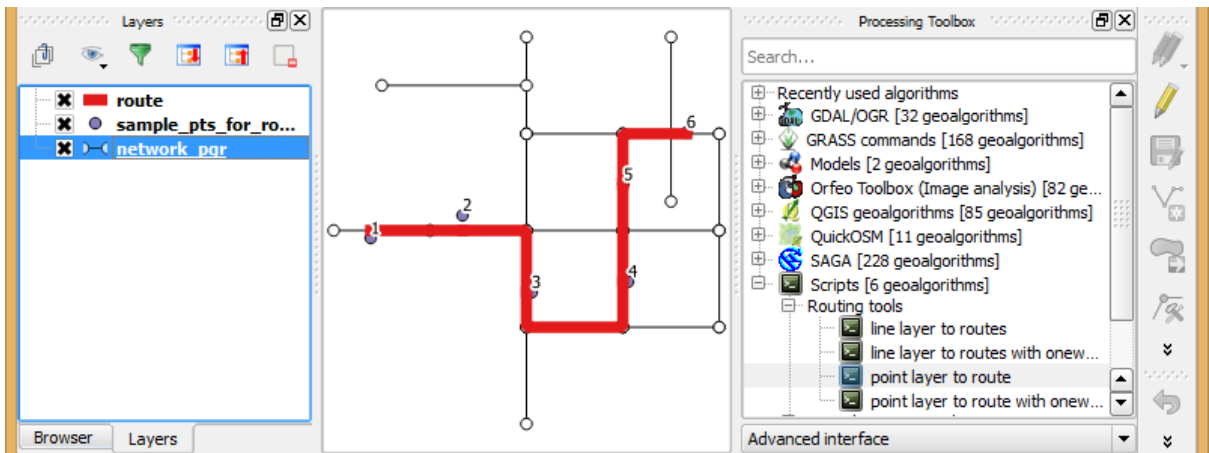 Layers
route
sample_pts_for_ro...
network_pgr
Browser
Layers
1
2
3
4
5
6
Processing Toolbox
Search...
Recently used algorithms
GDAL/OGR [32 geoalgorithms]
GRASS commands [168 geoalgorithms]
Models [2 geoalgorithms]
Orfeo Toolbox (Image analysis) [82 ge...
QGIS geoalgorithms [85 geoalgorithms]
QuickOSM [11 geoalgorithms]
SAGA [228 geoalgorithms]
Scripts [6 geoalgorithms]
Routing tools
line layer to routes
line layer to routes with onew...
point layer to route
point layer to route with onew...
Advanced interface